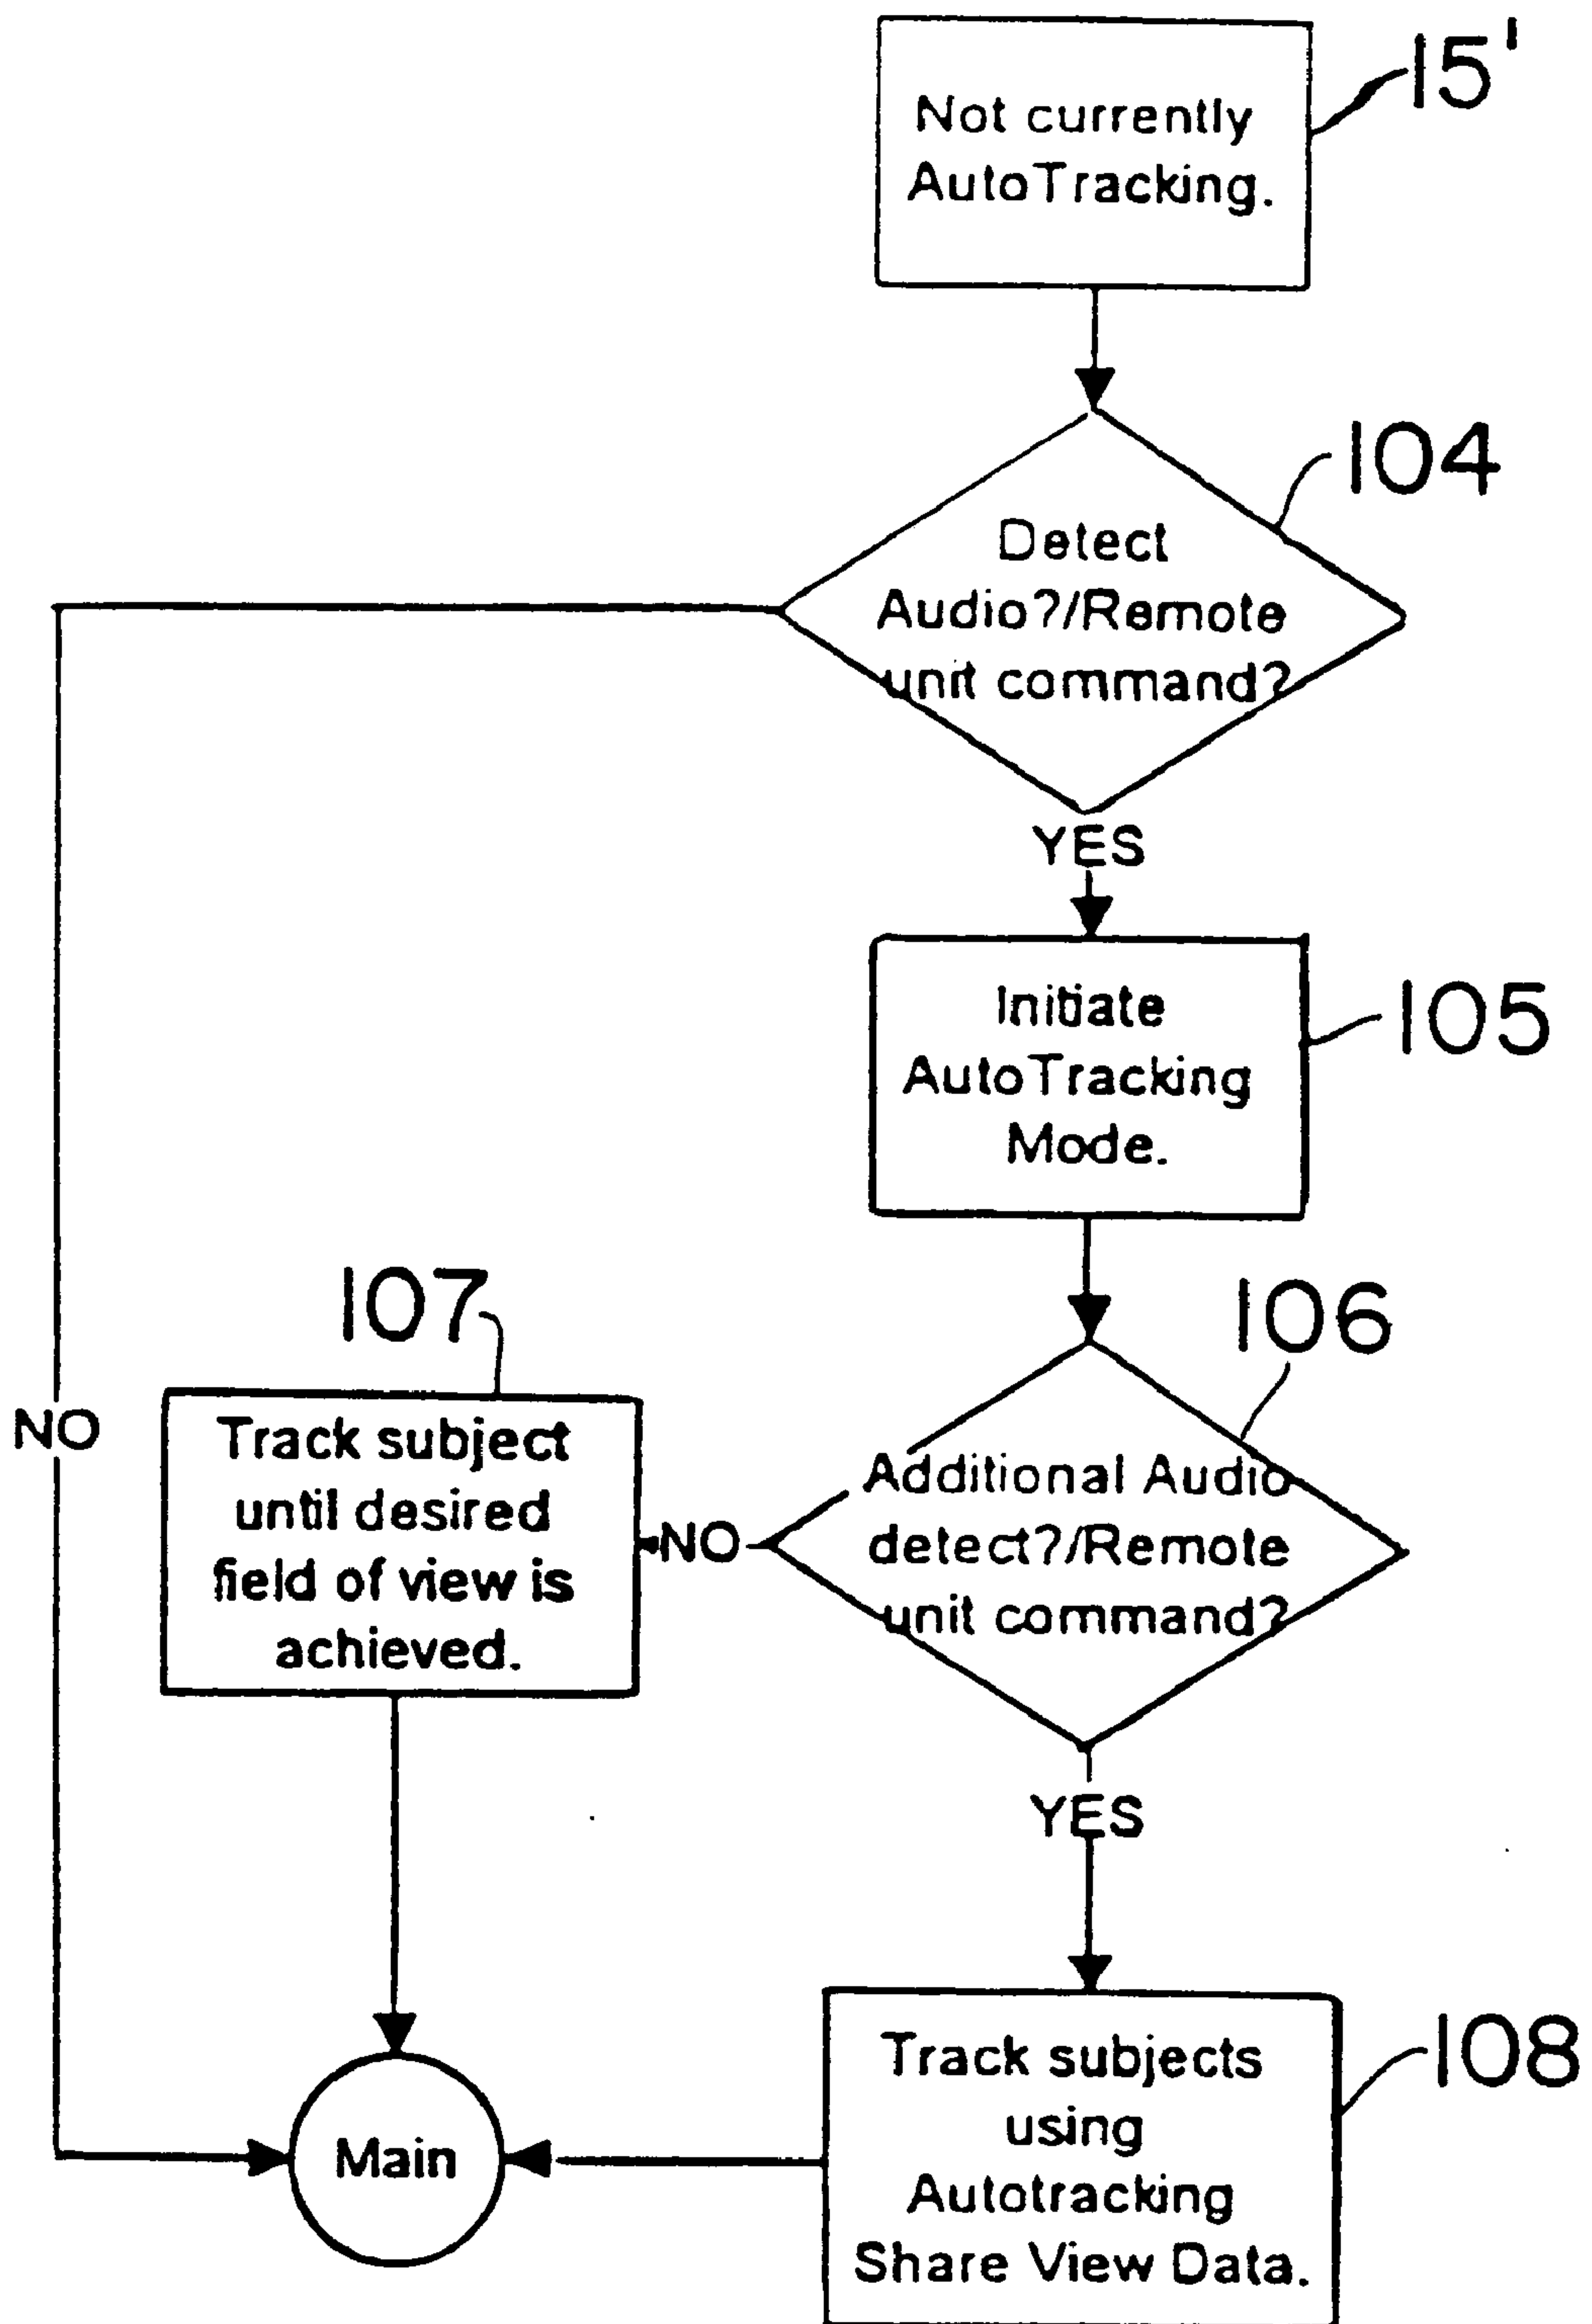 Not currently
AutoTracking.
15'
Detect
Audio?/Remote
unit command?
104
YES
Initiate
AutoTracking
Mode.
105
106
Additional Audio
detect?/Remote
unit command?
NO
107
Track subject
until desired
field of view is
achieved.
NO
YES
Track subjects
using
Autotracking
Share View Data.
108
Main